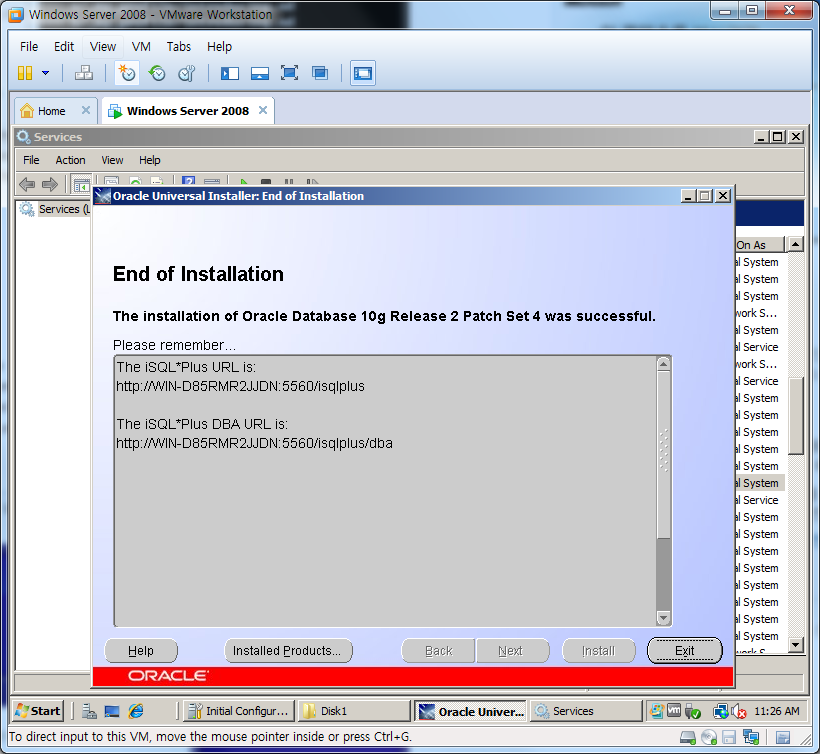 Windows Server 2008 - VMware Workstation
File Edit View VM Tabs Help
Home
Windows Server 2008
Services
File Action View Help
Oracle Universal Installer: End of Installation
Services (L
On As
End of Installation
The installation of Oracle Database 10g Release 2 Patch Set 4 was successful.
Please remember...
The iSQL*Plus URL is:
http://WIN-D85RMR2JJDN:5560/isqlplus
The iSQL*Plus DBA URL is:
http://WIN-D85RMR2JJDN:5560/isqlplus/dba
al System
al System
al System
work S...
al System
al Service
work S...
al Service
al System
al System
al System
al System
al System
al System
al Service
al System
al System
al System
al System
al System
al System
al System
al System
work S
Help Installed Products... Back Next Install Exit
ORACLE
Start Initial Configur... Disk1 Oracle Univer... Services 11:26 AM
To direct input to this VM, move the mouse pointer inside or press Ctrl+G.